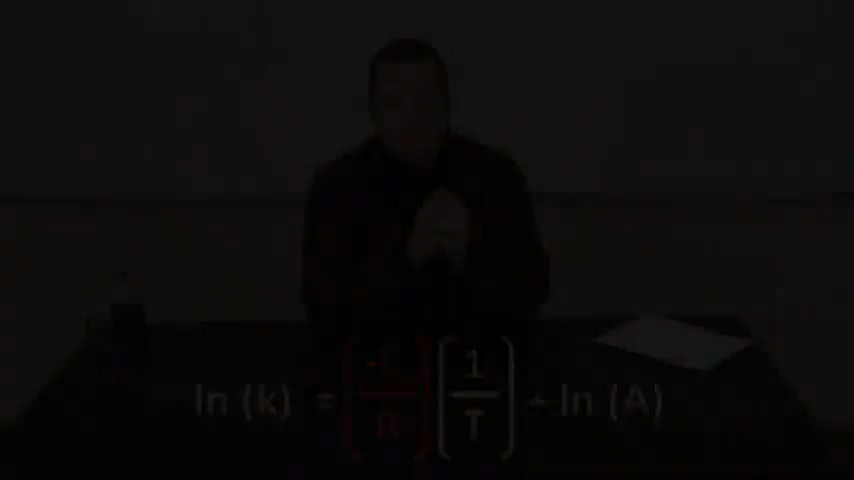 ln (k) = (-E/R) (1/T) + ln (A)